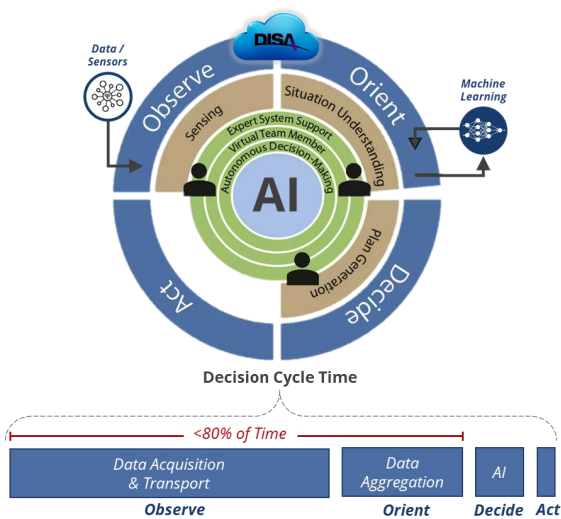 DISA
Data /
Sensors
Observe
Orient
Machine
Learning
Sensing
Situation Understanding
Expert System Support
Virtual Team Member
Autonomous Decision-Making
AI
Plan Generation
Act
Decide
Decision Cycle Time
<80% of Time
Data Acquisition
& Transport
Data
Aggregation
AI
Observe
Orient
Decide
Act